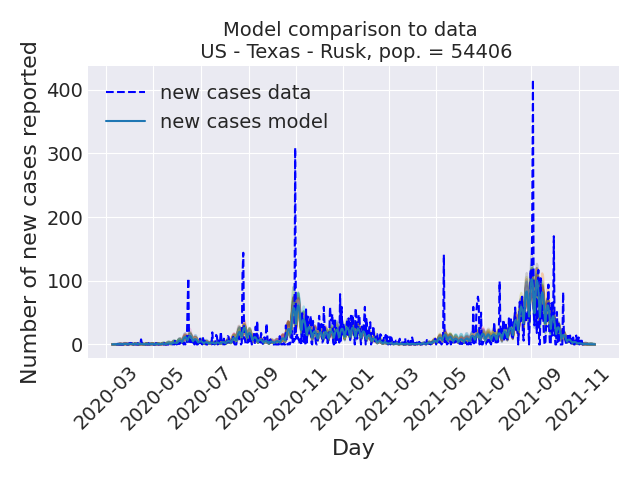 Model comparison to data
US - Texas - Rusk, pop. = 54406
Number of new cases reported
400
300
200
100
0
new cases data
new cases model
2020-03
2020-05
2020-07
2020-09
2020-11
2021-01
2021-03
2021-05
2021-07
2021-09
2021-11
Day